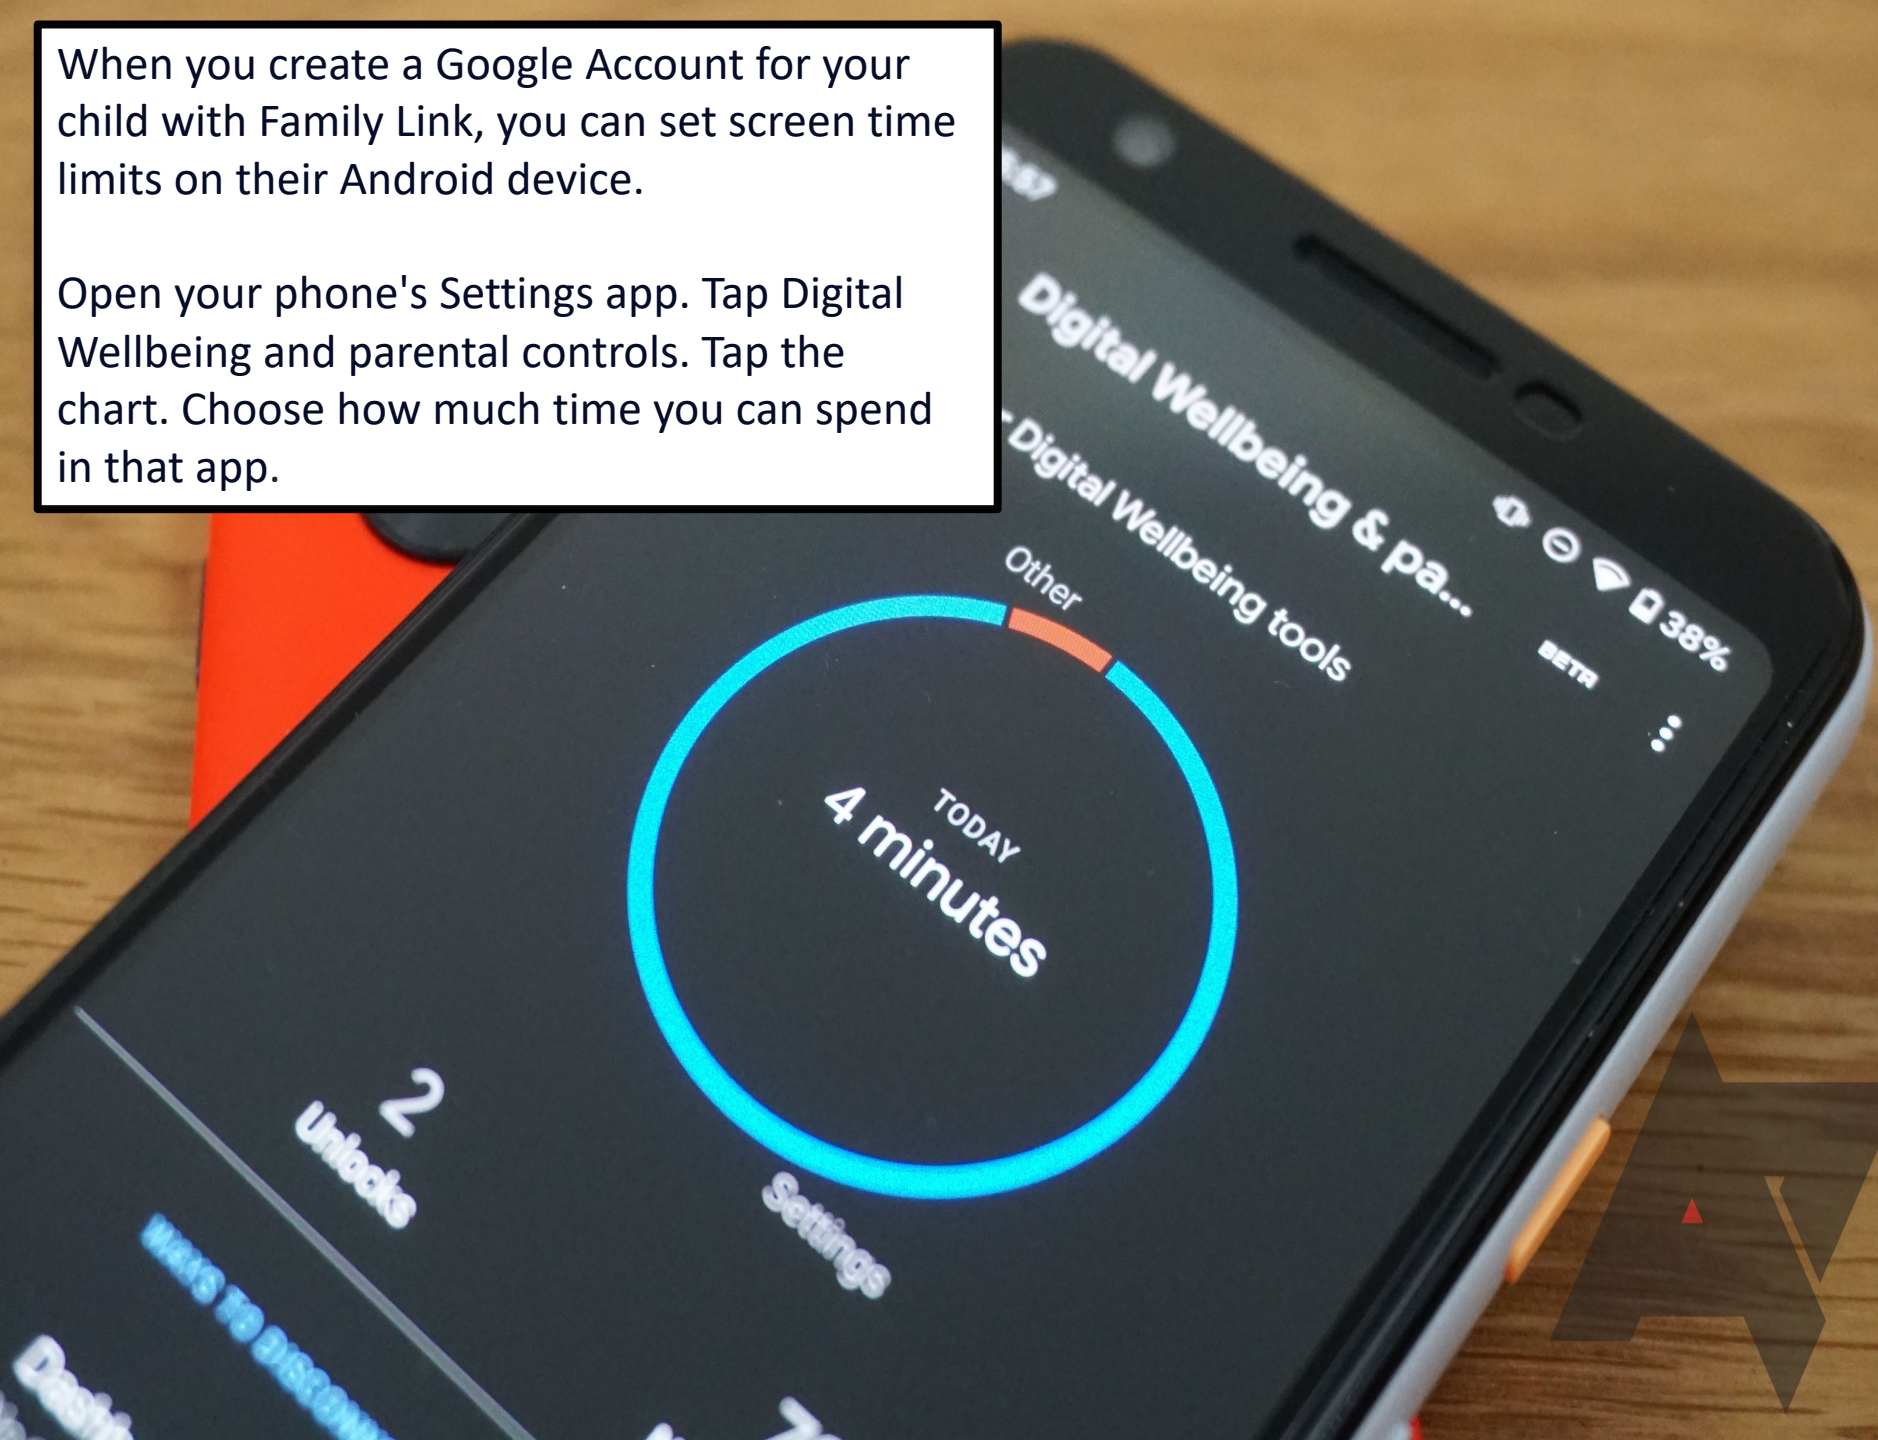 When you create a Google Account for your
child with Family Link, you can set screen time
limits on their Android device.
Open your phone's Settings app. Tap Digital
Wellbeing and parental controls. Tap the
chart. Choose how much time you can spend
in that app.
:57
38%
Digital Wellbeing & pa...
BETA
Digital Wellbeing tools
Other
TODAY
4 minutes
Settings
2
Unlocks
WAYS TO